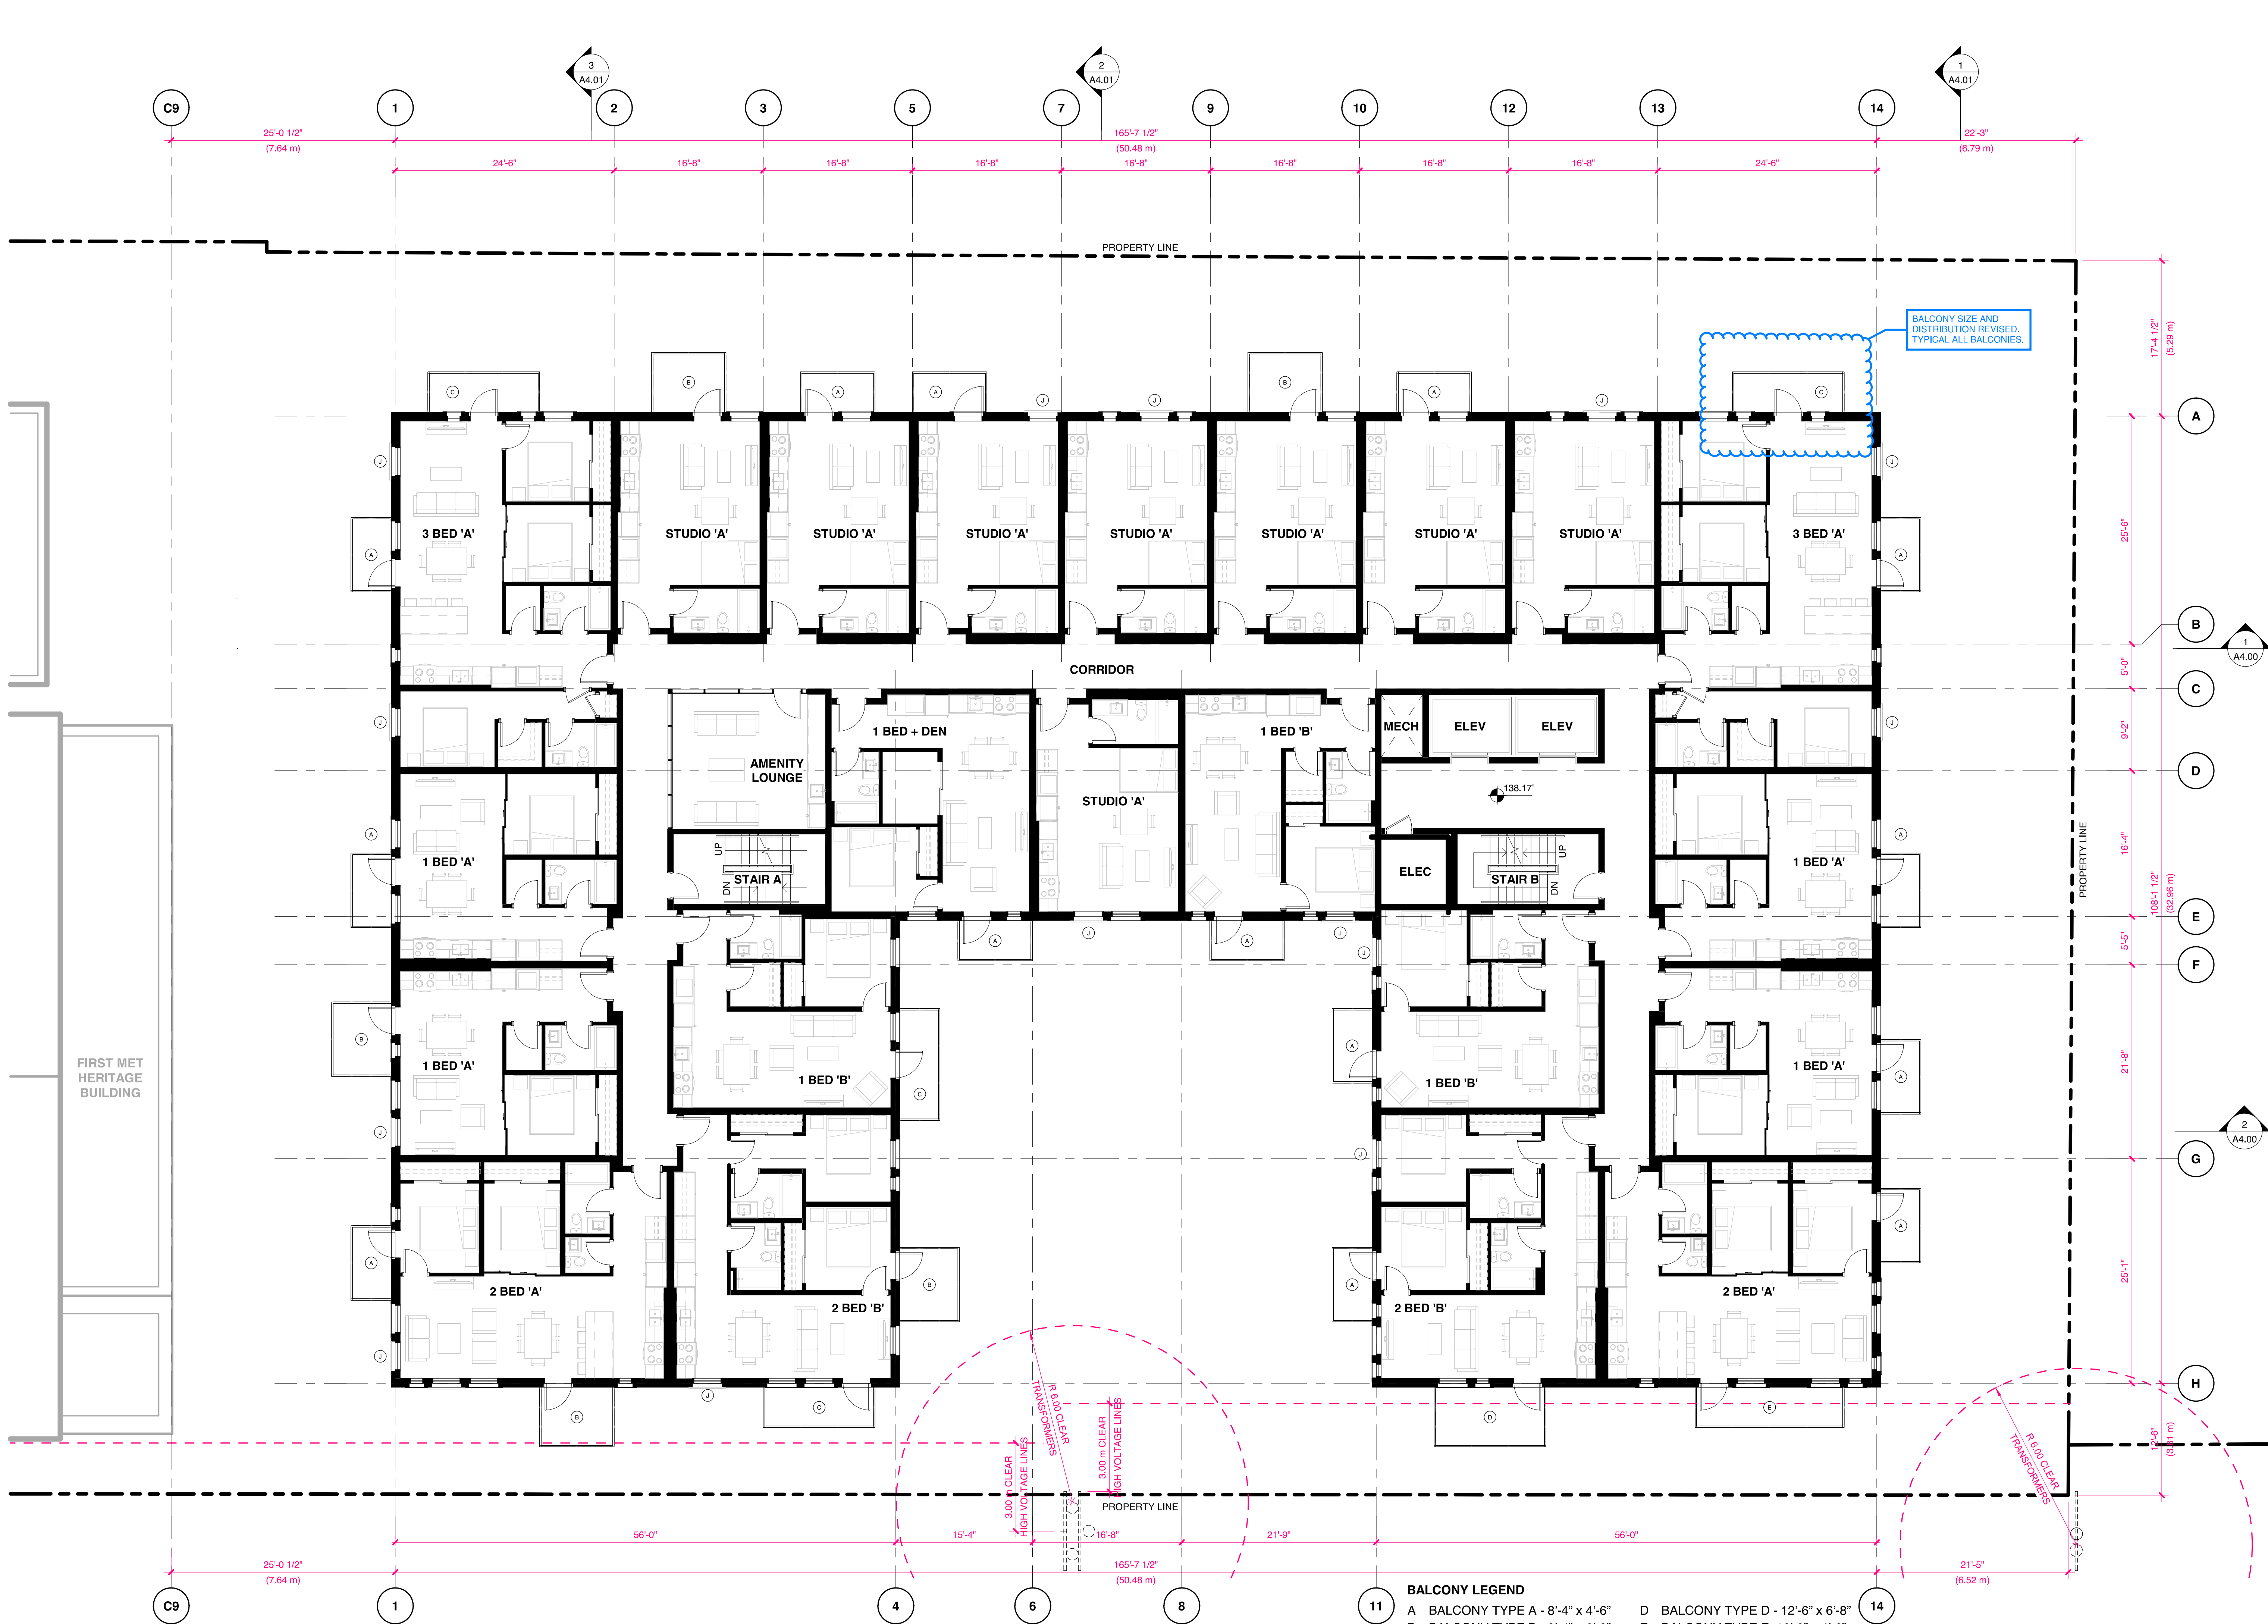 3
A4.01
2
A4.01
1
A4.01
C9
1
2
3
5
7
9
10
12
13
14
25'-0 1/2"
(7.64 m)
165'-7 1/2"
(50.48 m)
22'-3"
(6.79 m)
24'-6"
16'-8"
16'-8"
16'-8"
16'-8"
16'-8"
16'-8"
16'-8"
24'-6"
PROPERTY LINE
BALCONY SIZE AND
DISTRIBUTION REVISED.
TYPICAL ALL BALCONIES.
17'-4 1/2"
(5.29 m)
C
B
A
A
J
J
B
A
J
C
A
J
J
3 BED 'A'
STUDIO 'A'
STUDIO 'A'
STUDIO 'A'
STUDIO 'A'
STUDIO 'A'
STUDIO 'A'
STUDIO 'A'
3 BED 'A'
25'-6"
A
A
B
1
A4.00
CORRIDOR
5'-0"
C
J
J
1 BED + DEN
1 BED 'B'
MECH
ELEV
ELEV
9'-2"
AMENITY
LOUNGE
D
STUDIO 'A'
138.17'
A
A
UP
UP
16'-4"
PROPERTY LINE
1 BED 'A'
1 BED 'A'
STAIR A
DN
ELEC
STAIR B
DN
108'-1 1/2"
(32.96 m)
E
A
J
A
J
J
5'-5"
F
B
A
A
FIRST MET
HERITAGE
BUILDING
1 BED 'A'
1 BED 'B'
1 BED 'B'
1 BED 'A'
21'-8"
A
C
J
J
2
A4.00
G
A
A
A
B
A
25'-1"
2 BED 'A'
2 BED 'B'
2 BED 'B'
2 BED 'A'
J
H
B
J
C
D
E
R 6.00 CLEAR
TRANSFORMERS
3.00 m CLEAR
HIGH VOLTAGE LINES
3.00 m CLEAR
HIGH VOLTAGE LINES
R 6.00 CLEAR
TRANSFORMERS
12'-6"
(3.81 m)
PROPERTY LINE
56'-0"
15'-4"
16'-8"
21'-9"
56'-0"
25'-0 1/2"
(7.64 m)
165'-7 1/2"
(50.48 m)
21'-5"
(6.52 m)
C9
1
4
6
8
11
14
BALCONY LEGEND
A BALCONY TYPE A - 8'-4" x 4'-6"
D BALCONY TYPE D - 12'-6" x 6'-8"